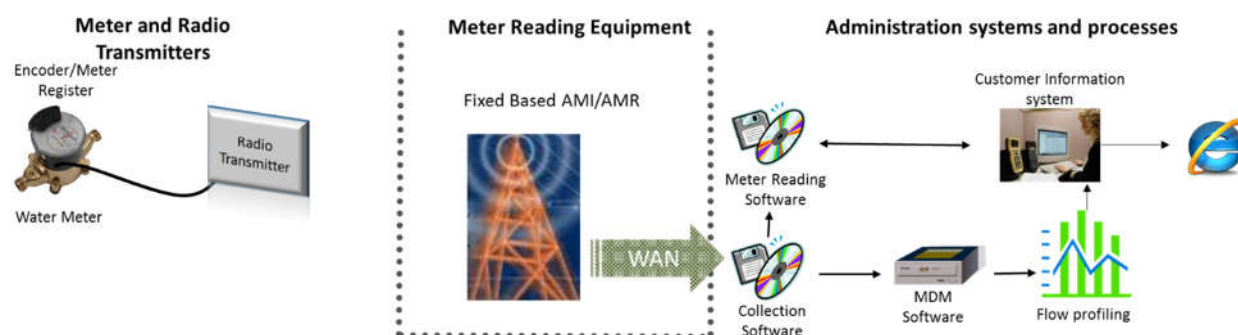 Meter and Radio
Transmitters
Encoder/Meter
Register
Radio
Transmitter
Water Meter
Meter Reading Equipment
Fixed Based AMI/AMR
WAN
Administration systems and processes
Customer Information
system
Meter Reading
Software
Collection
Software
MDM
Software
Flow profiling